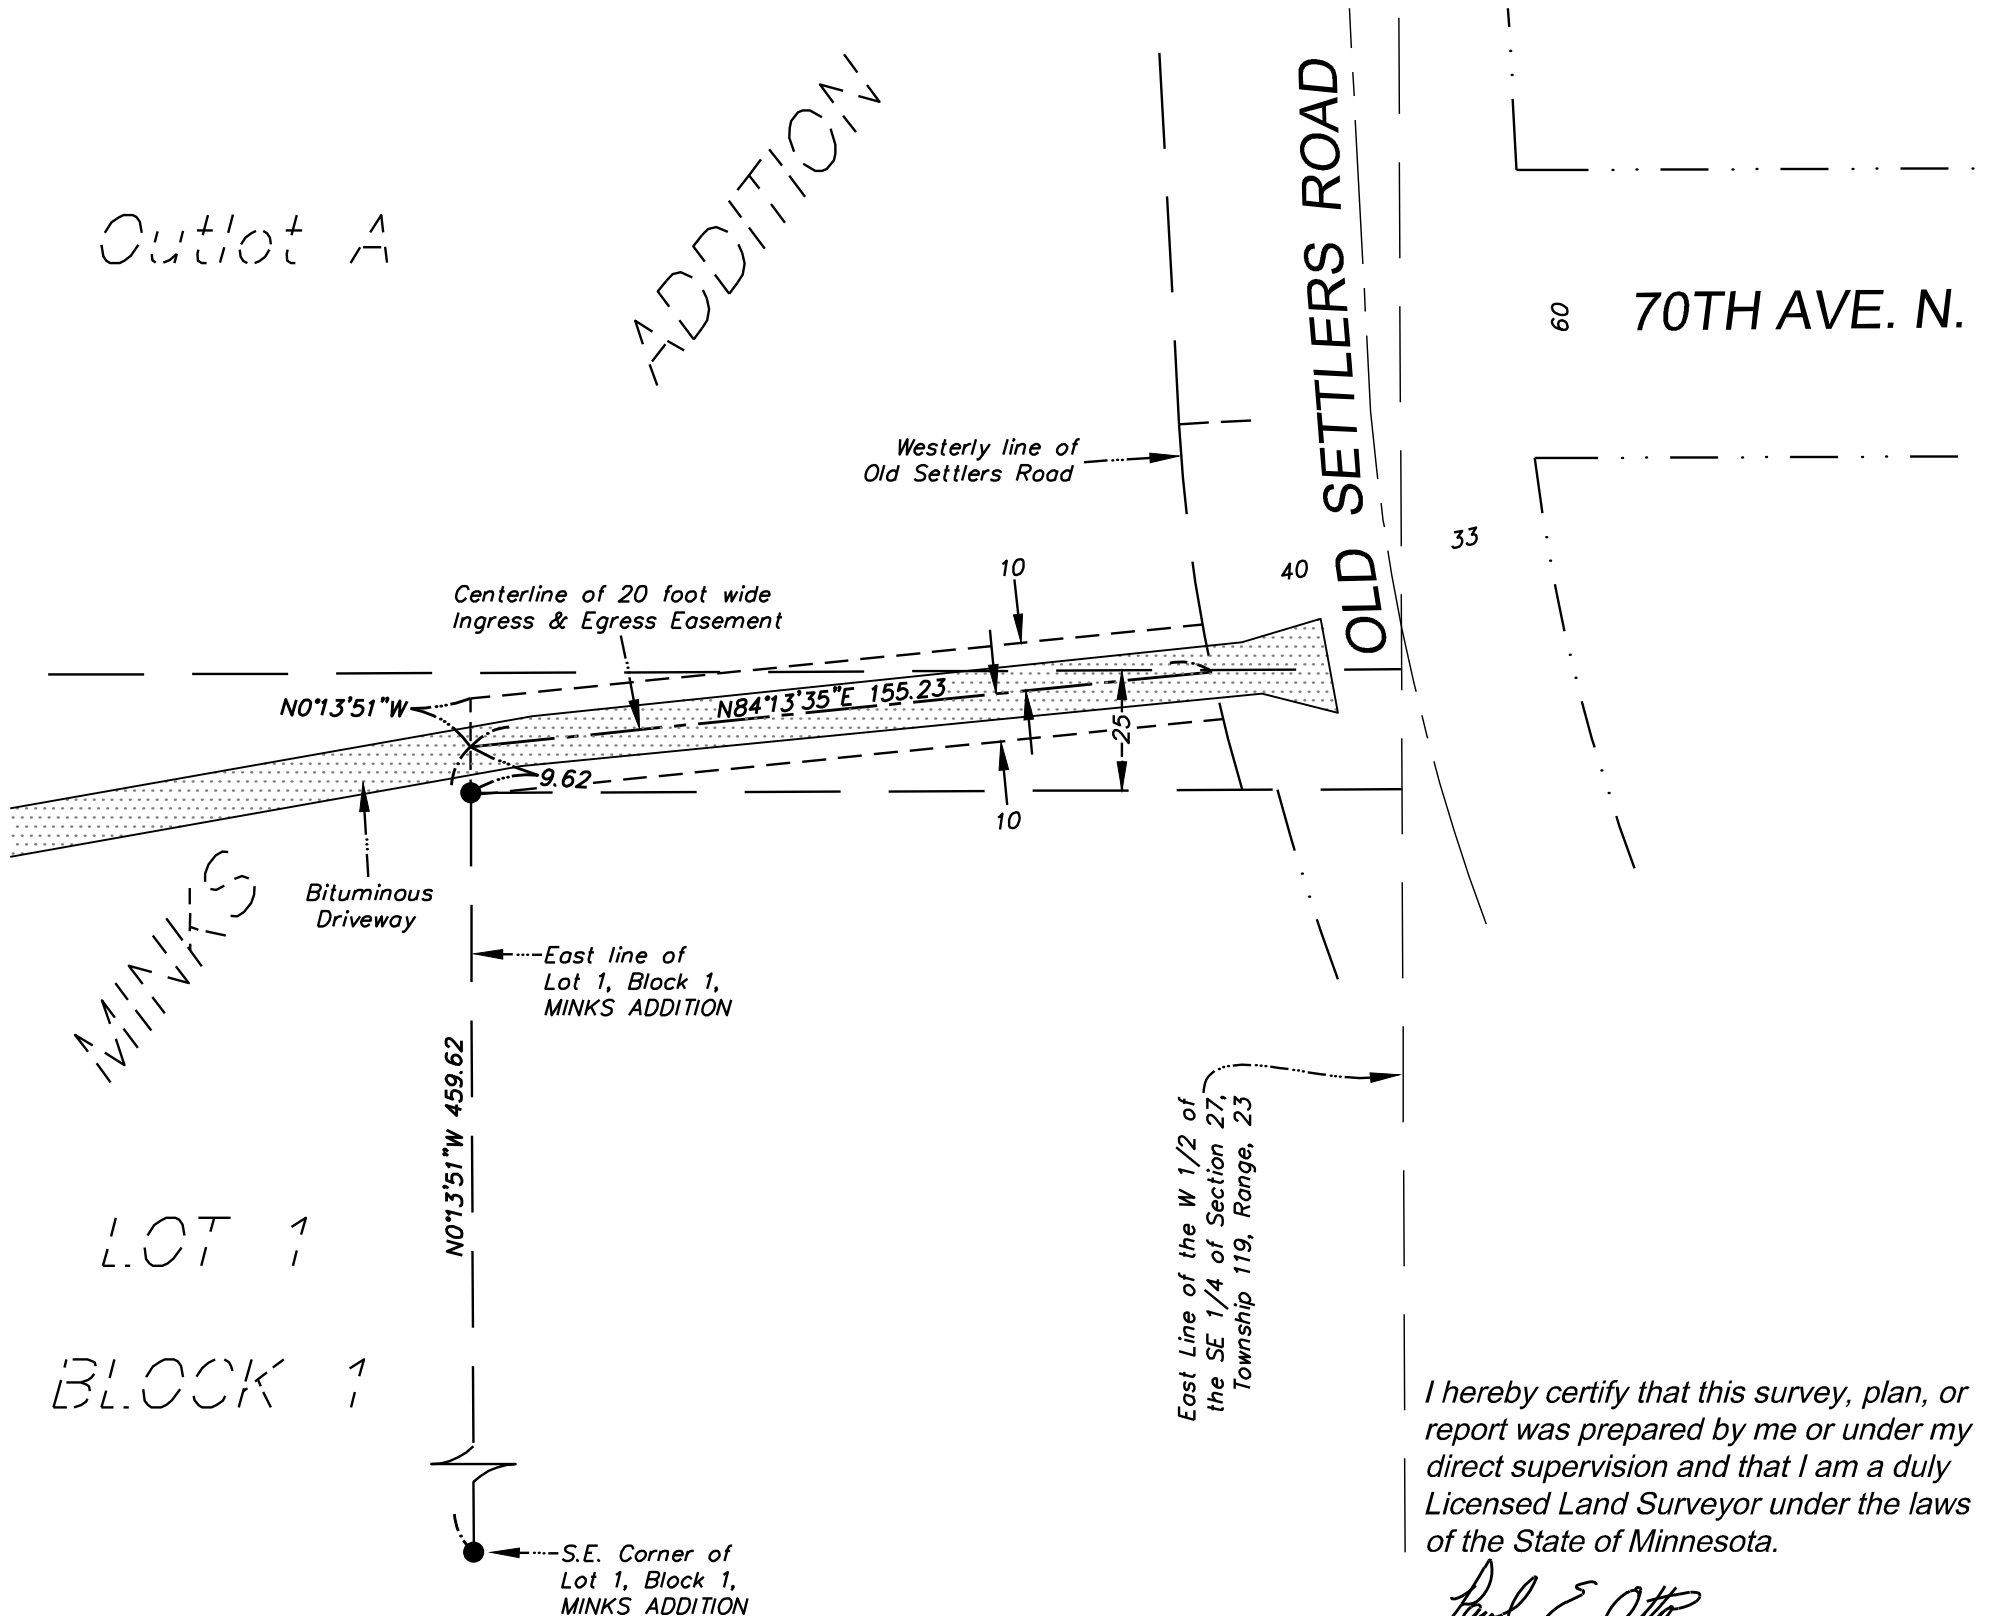 ADDITION
OLD SETTLERS ROAD
Outlot A
60
70TH AVE. N.
Westerly line of
Old Settlers Road
33
10
40
Centerline of 20 foot wide
Ingress & Egress Easement
N0°13'51"W
N84°13'35"E 155.23
25
9.62
10
Bituminous
Driveway
MINKS
East line of
Lot 1, Block 1,
MINKS ADDITION
N0°13'51"W 459.62
East Line of the W 1/2 of
the SE 1/4 of Section 27,
Township 119, Range, 23
LOT 1
BLOCK 1
I hereby certify that this survey, plan, or
report was prepared by me or under my
direct supervision and that I am a duly
Licensed Land Surveyor under the laws
of the State of Minnesota.
S.E. Corner of
Lot 1, Block 1,
MINKS ADDITION